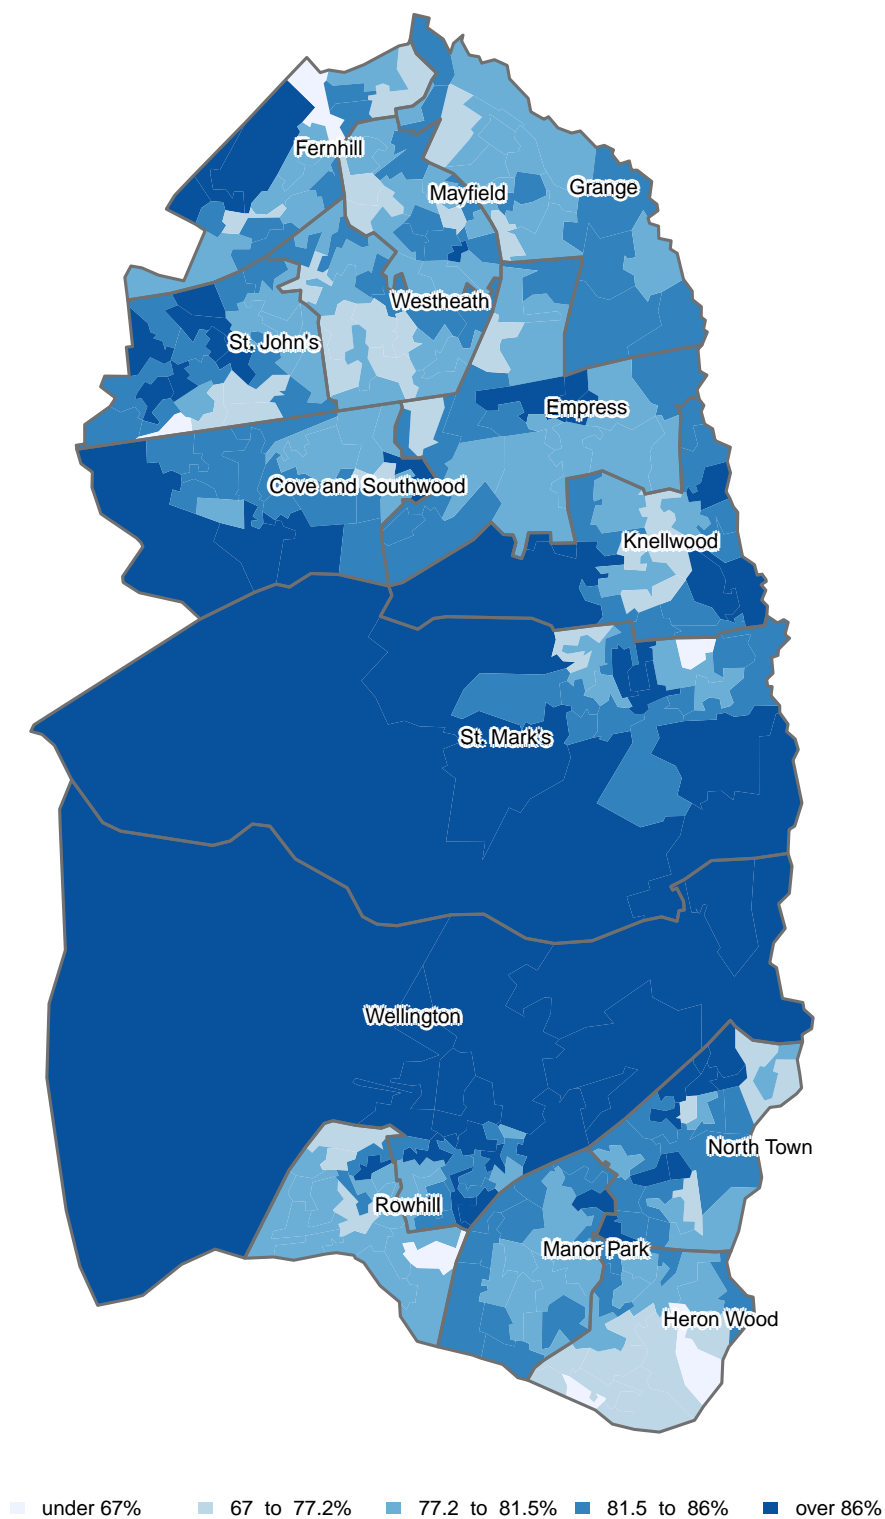 Fernhill
Grange
Mayfield
Westheath
St. John's
Empress
Cove and Southwood
Knellwood
St. Mark's
Wellington
North Town
Rowhill
Manor Park
Heron Wood
under 67% 67 to 77.2% 77.2 to 81.5% 81.5 to 86% over 86%